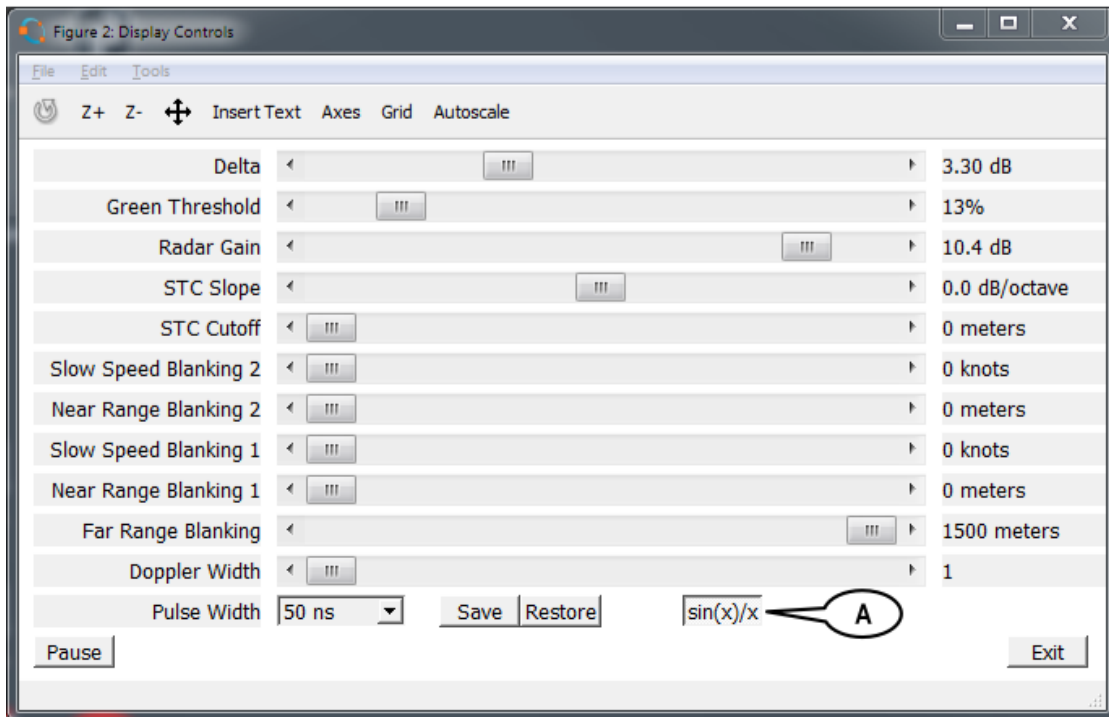 Figure 2: Display Controls
X
File Edit Tools
Z+ Z- Insert Text Axes Grid Autoscale
Delta 3.30 dB
Green Threshold 13%
Radar Gain 10.4 dB
STC Slope 0.0 dB/octave
STC Cutoff 0 meters
Slow Speed Blanking 2 0 knots
Near Range Blanking 2 0 meters
Slow Speed Blanking 1 0 knots
Near Range Blanking 1 0 meters
Far Range Blanking 1500 meters
Doppler Width 1
Pulse Width 50 ns Save Restore sin(x)/x A
Pause Exit